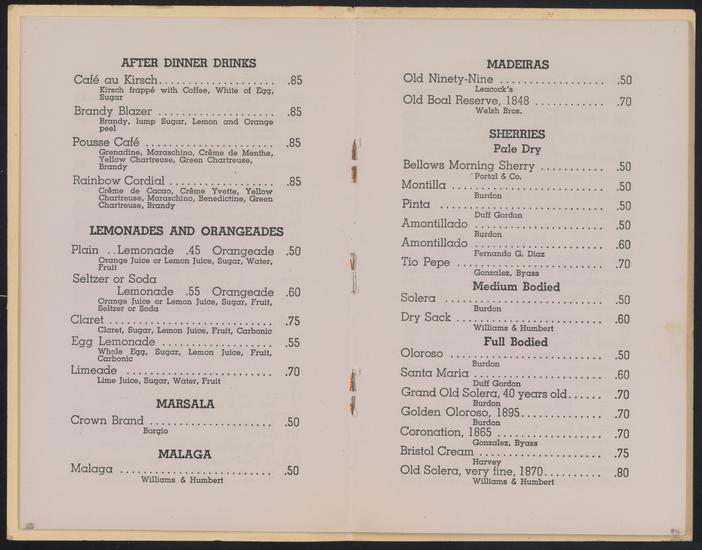 AFTER DINNER DRINKS
Café au Kirsch...................... .85
Kirsch frappé with Coffee, White of Egg,
Sugar
Brandy Blazer ...................... .85
Brandy, lump Sugar, Lemon and Orange
peel
Pousse Café ........................ .85
Grenadine, Maraschino, Crême de Menthe,
Yellow Chartreuse, Green Chartreuse,
Brandy
Rainbow Cordial .................... .85
Crême de Cacao, Crême Yvette, Yellow
Chartreuse, Maraschino, Benedictine, Green
Chartreuse, Brandy
LEMONADES AND ORANGEADES
Plain ..Lemonade .45 Orangeade .50
Orange Juice or Lemon Juice, Sugar, Water,
Fruit
Seltzer or Soda
Lemonade .55 Orangeade .60
Orange Juice or Lemon Juice, Sugar, Fruit,
Seltzer or Soda
Claret ............................. .75
Claret, Sugar, Lemon Juice, Fruit, Carbonic
Egg Lemonade ....................... .55
Whole Egg, Sugar, Lemon Juice, Fruit,
Carbonic
Limeade ............................ .70
Lime Juice, Sugar, Water, Fruit
MARSALA
Crown Brand ........................ .50
Borgio
MALAGA
Malaga ............................. .50
Williams & Humbert
MADEIRAS
Old Ninety-Nine .................... .50
Leacock's
Old Boal Reserve, 1848 ............. .70
Welsh Bros.
SHERRIES
Pale Dry
Bellows Morning Sherry ............. .50
Portal & Co.
Montilla ........................... .50
Burdon
Pinta .............................. .50
Duff Gordon
Amontillado ........................ .50
Burdon
Amontillado ........................ .60
Fernando G. Diaz
Tio Pepe ........................... .70
Gonzalez, Byass
Medium Bodied
Solera ............................. .50
Burdon
Dry Sack ........................... .60
Williams & Humbert
Full Bodied
Oloroso ............................ .50
Burdon
Santa Maria ........................ .60
Duff Gordon
Grand Old Solera, 40 years old...... .70
Burdon
Golden Oloroso, 1895................ .70
Burdon
Coronation, 1865 ................... .70
Gonzalez, Byass
Bristol Cream ...................... .75
Harvey
Old Solera, very fine, 1870.......... .80
Williams & Humbert